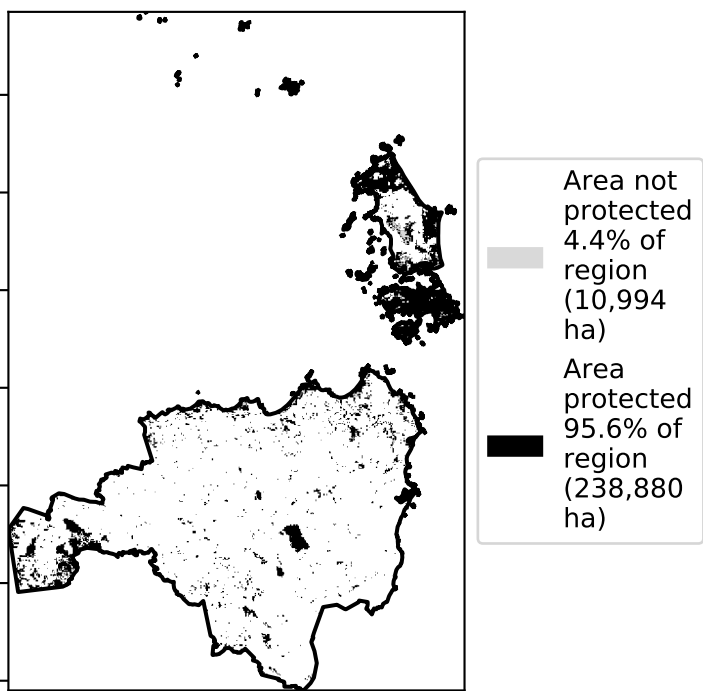 Area not
protected
4.4% of
region
(10,994
ha)
Area
protected
95.6% of
region
(238,880
ha)